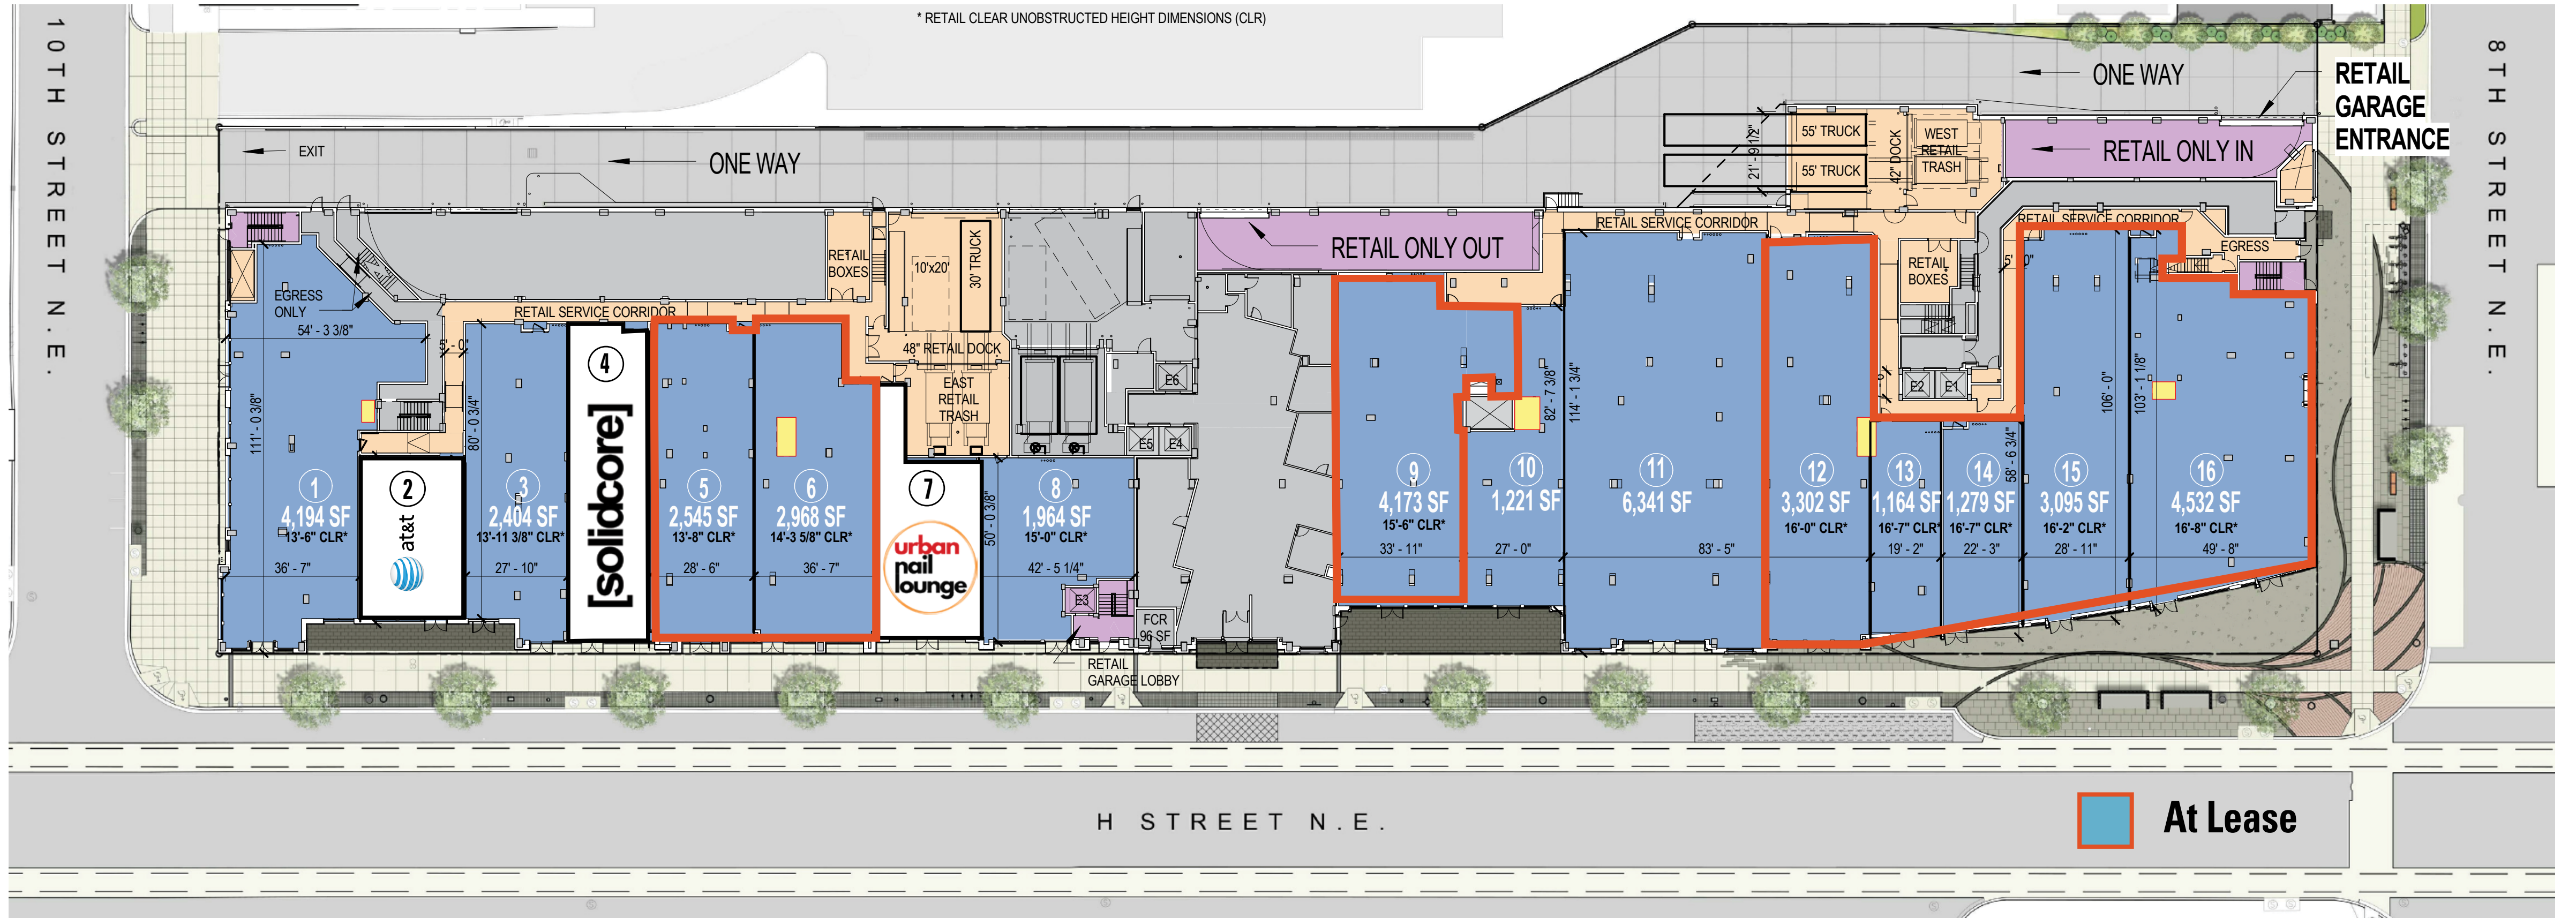 * RETAIL CLEAR UNOBSTRUCTED HEIGHT DIMENSIONS (CLR)
10TH STREET N.E.
8TH STREET N.E.
ONE WAY
RETAIL
GARAGE
ENTRANCE
EXIT
ONE WAY
21' - 9 1/2"
55' TRUCK
55' TRUCK
42" DOCK
WEST
RETAIL
TRASH
RETAIL ONLY IN
RETAIL SERVICE CORRIDOR
RETAIL SERVICE CORRIDOR
EGRESS
RETAIL ONLY OUT
RETAIL
BOXES
10'x20'
30' TRUCK
RETAIL
BOXES
EGRESS
ONLY
RETAIL SERVICE CORRIDOR
54' - 3 3/8"
48" RETAIL DOCK
EAST
RETAIL
TRASH
E6
E5
E4
E2
E1
111' - 0 3/8"
80' - 0 3/4"
50' - 0 3/8"
82' - 7 3/8"
114' - 1 3/4"
58' - 6 3/4"
106' - 0"
103' - 1 1/8"
1
4,194 SF
13'-6" CLR*
36' - 7"
2
at&t
3
2,404 SF
13'-11 3/8" CLR*
27' - 10"
4
[solidcore]
5
2,545 SF
13'-8" CLR*
28' - 6"
6
2,968 SF
14'-3 5/8" CLR*
36' - 7"
7
urban
nail
lounge
8
1,964 SF
15'-0" CLR*
42' - 5 1/4"
E3
FCR
96 SF
RETAIL
GARAGE LOBBY
9
4,173 SF
15'-6" CLR*
33' - 11"
10
1,221 SF
27' - 0"
11
6,341 SF
83' - 5"
12
3,302 SF
16'-0" CLR*
13
1,164 SF
16'-7" CLR*
19' - 2"
14
1,279 SF
16'-7" CLR*
22' - 3"
15
3,095 SF
16'-2" CLR*
28' - 11"
16
4,532 SF
16'-8" CLR*
49' - 8"
H STREET N.E.
At Lease